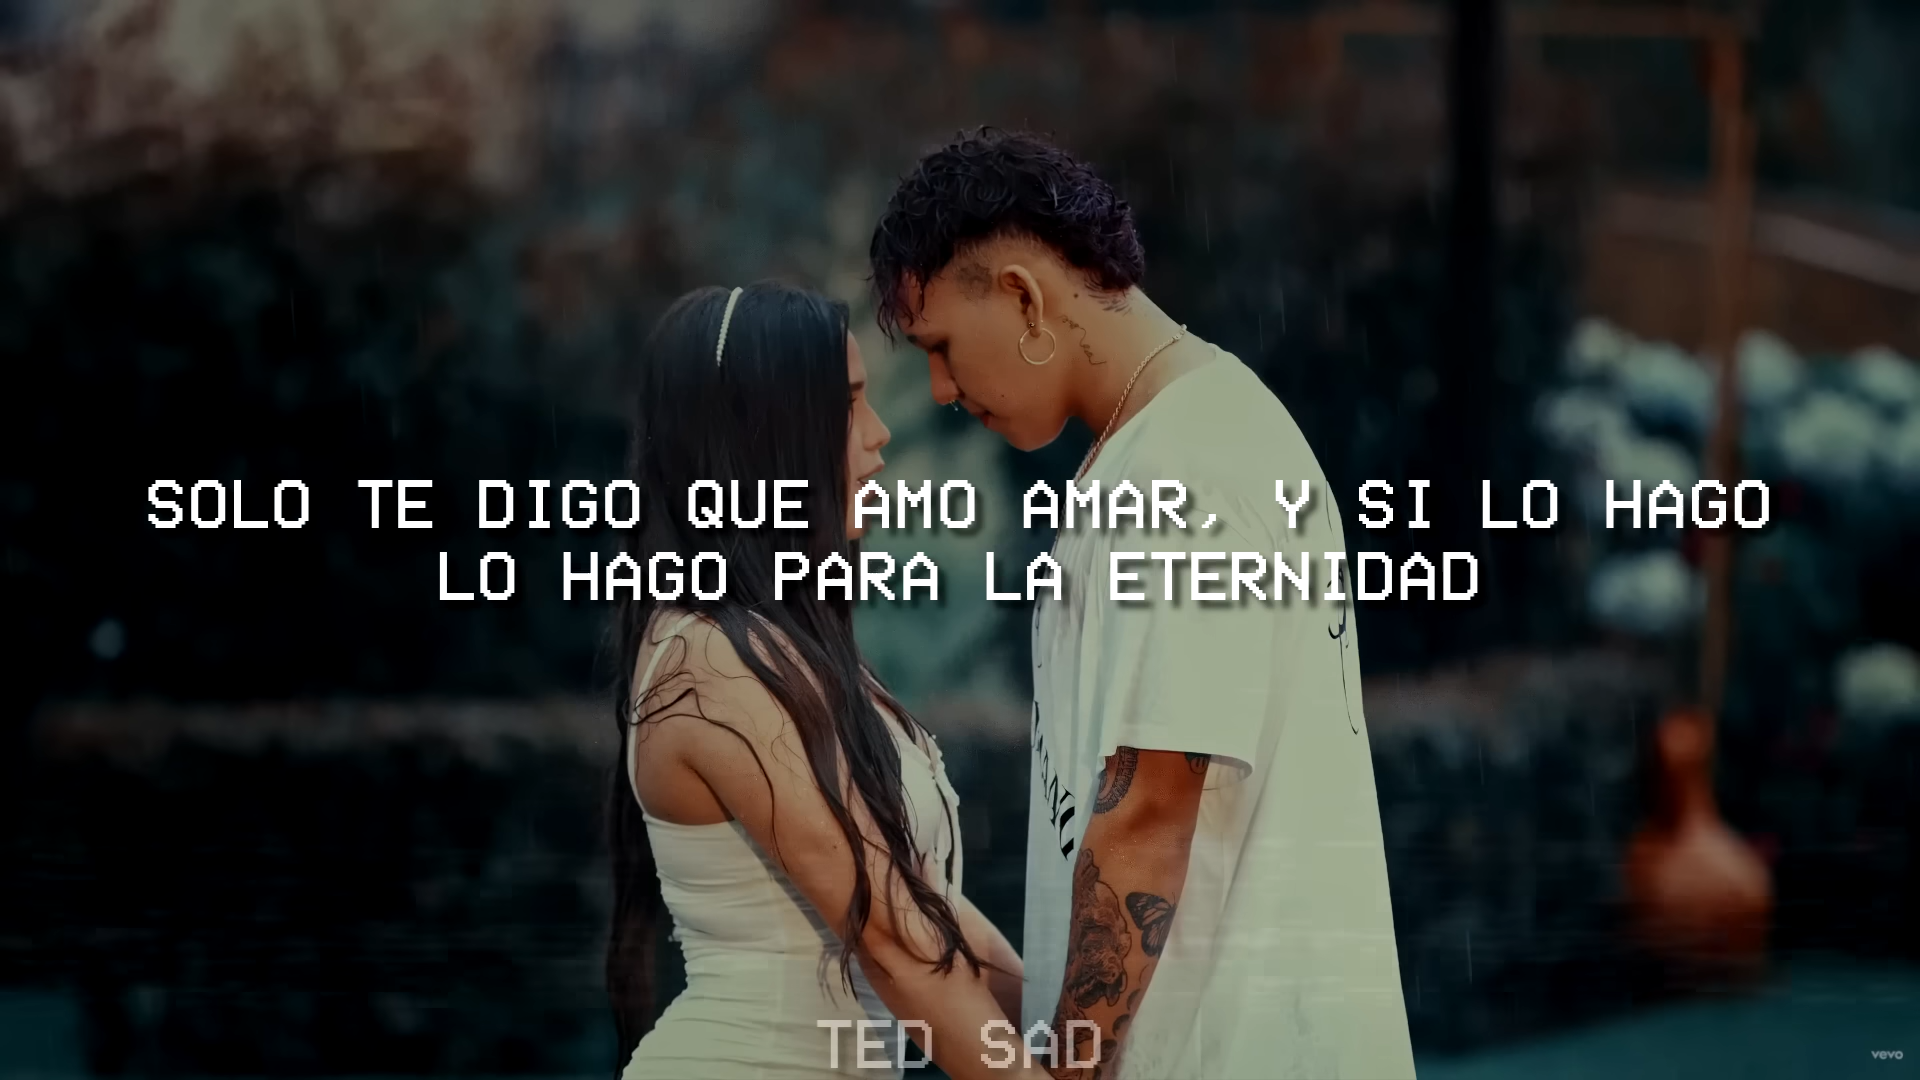 SOLO TE DIGO QUE AMO AMAR, Y SI LO HAGO
LO HAGO PARA LA ETERNIDAD
TED SAD
vevo